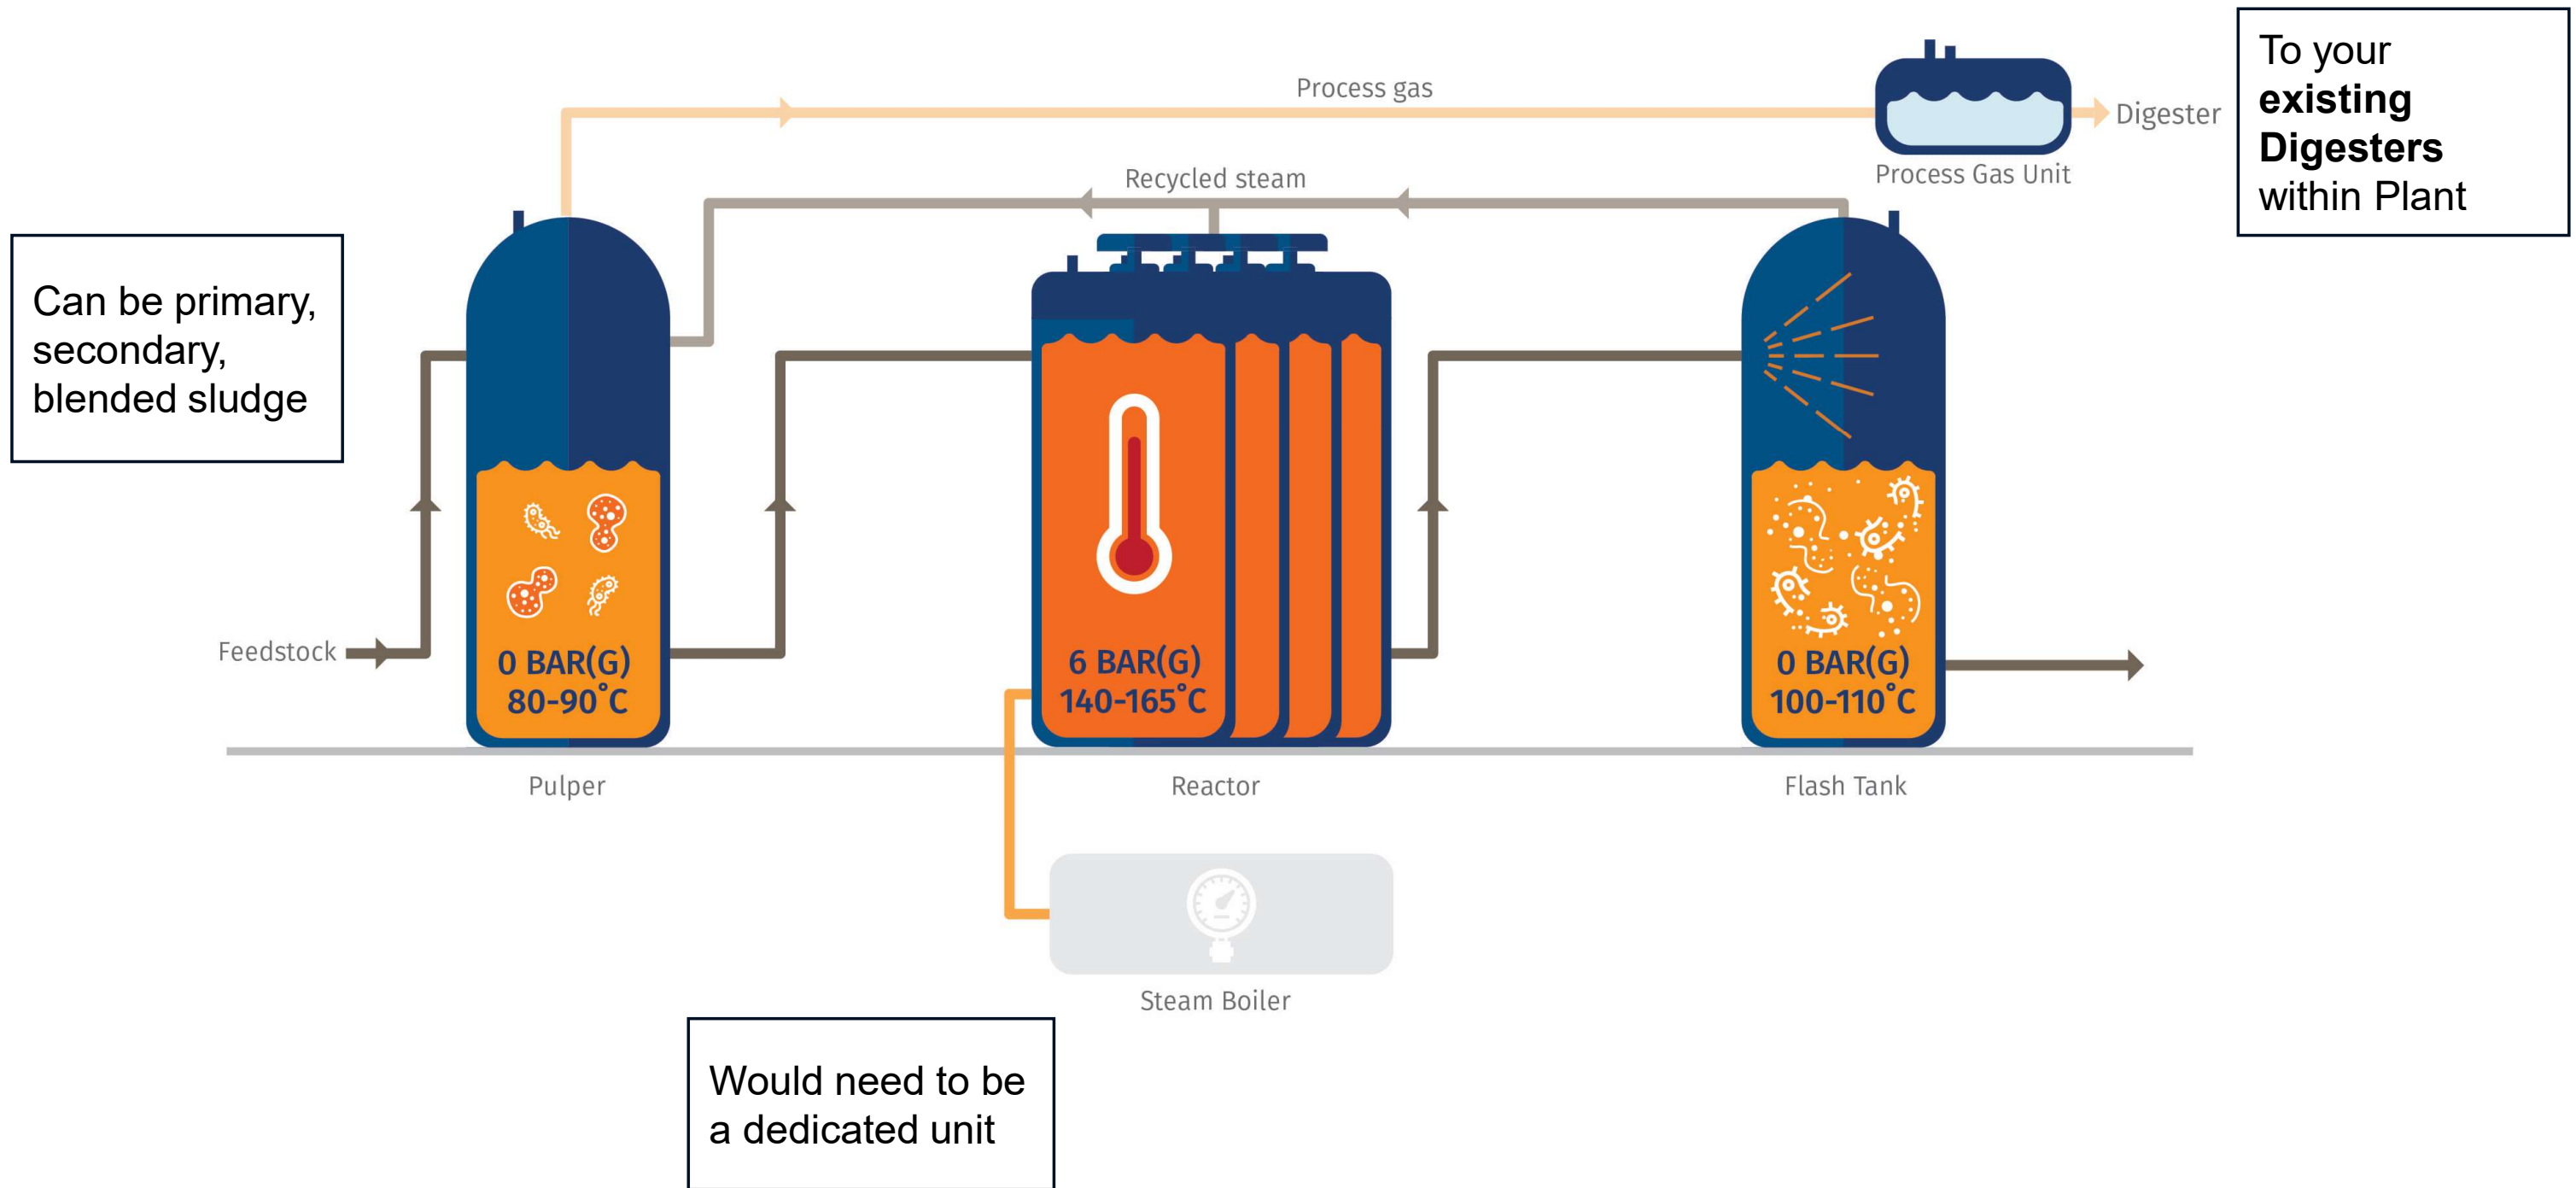 Process gas
Digester
Process Gas Unit
To your
existing
Digesters
within Plant
Recycled steam
Can be primary,
secondary,
blended sludge
Feedstock
0 BAR(G)
80-90°C
6 BAR(G)
140-165°C
0 BAR(G)
100-110°C
Pulper
Reactor
Flash Tank
Steam Boiler
Would need to be
a dedicated unit